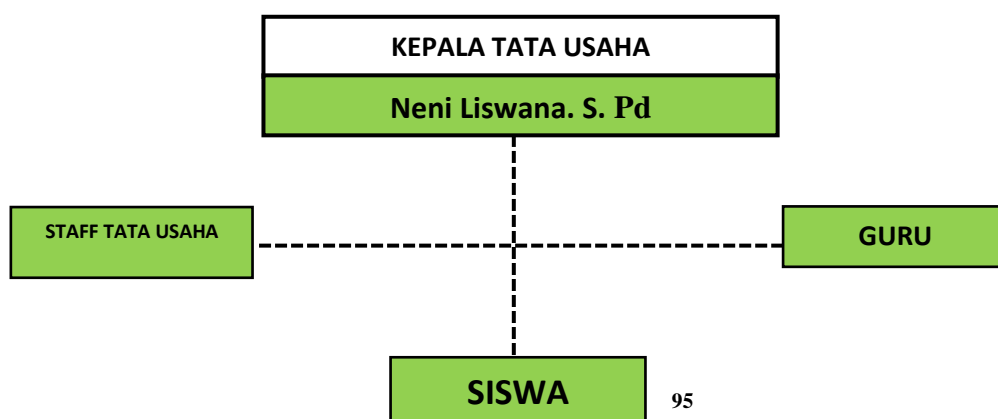 KEPALA TATA USAHA
Neni Liswana. S. Pd
STAFF TATA USAHA
GURU
SISWA
95